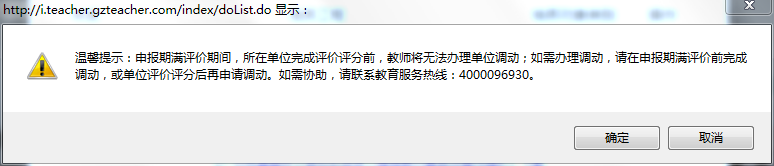 http://i.teacher.gzteacher.com/index/doList.do 显示：
温馨提示：申报期满评价期间，所在单位完成评价评分前，教师将无法办理单位调动；如需办理调动，请在申报期满评价前完成
调动，或单位评价评分后再申请调动。如需协助，请联系教育服务热线：4000096930。
确定
取消